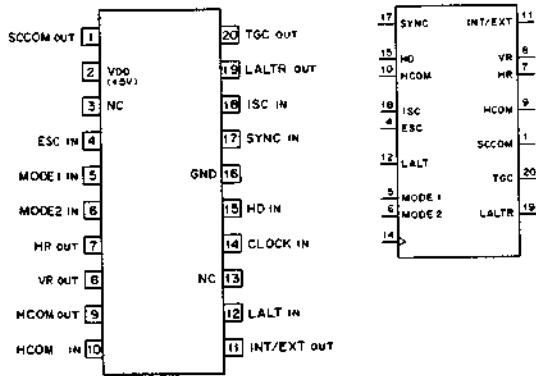 SCCOM OUT 1
2 VDD
(+5V)
3 NC
ESC IN 4
MODE1 IN 5
MODE2 IN 6
HR OUT 7
VR OUT 8
HCOM OUT 9
HCOM IN 10
20 TGC OUT
19 LALTR OUT
18 ISC IN
17 SYNC IN
GND 16
15 HD IN
14 CLOCK IN
NC 13
12 LALT IN
11 INT/EXT OUT
17 SYNC
15 HD
10 HCOM
18 ISC
4 ESC
12 LALT
5 MODE 1
6 MODE 2
14
INT/EXT 11
VR 8
HR 7
HCOM 9
SCCOM 1
TGC 20
LALTR 19